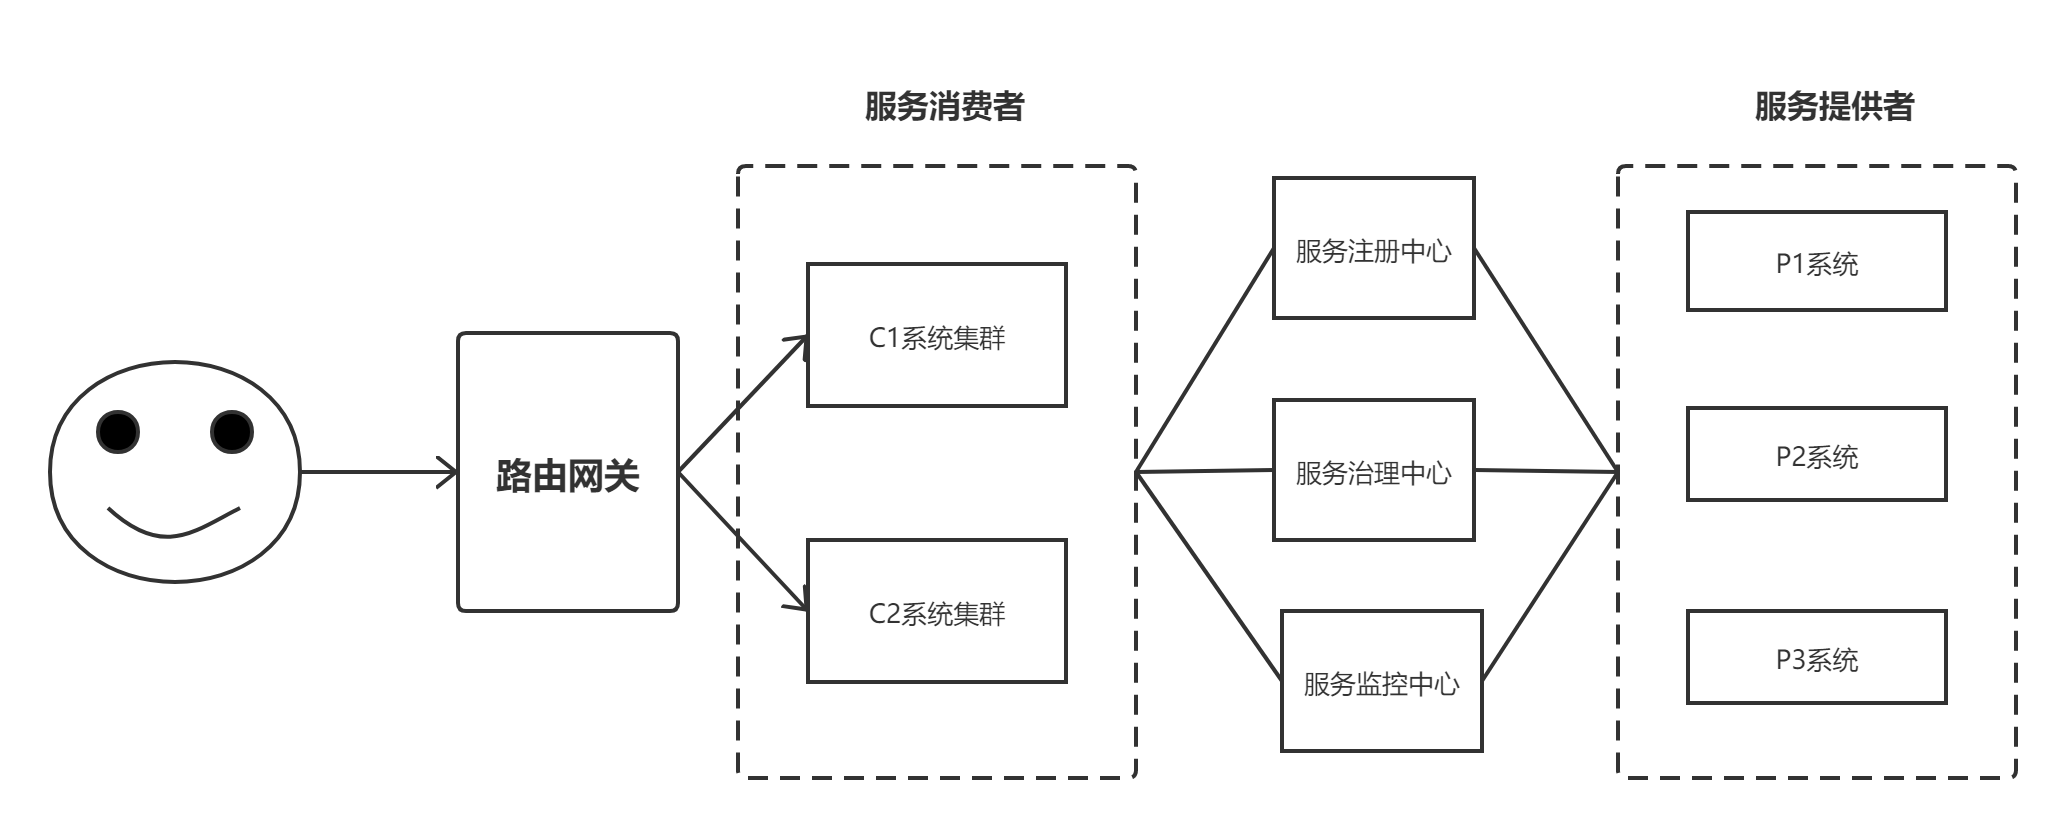 服务消费者
服务提供者
路由网关
C1系统集群
C2系统集群
服务注册中心
服务治理中心
服务监控中心
P1系统
P2系统
P3系统